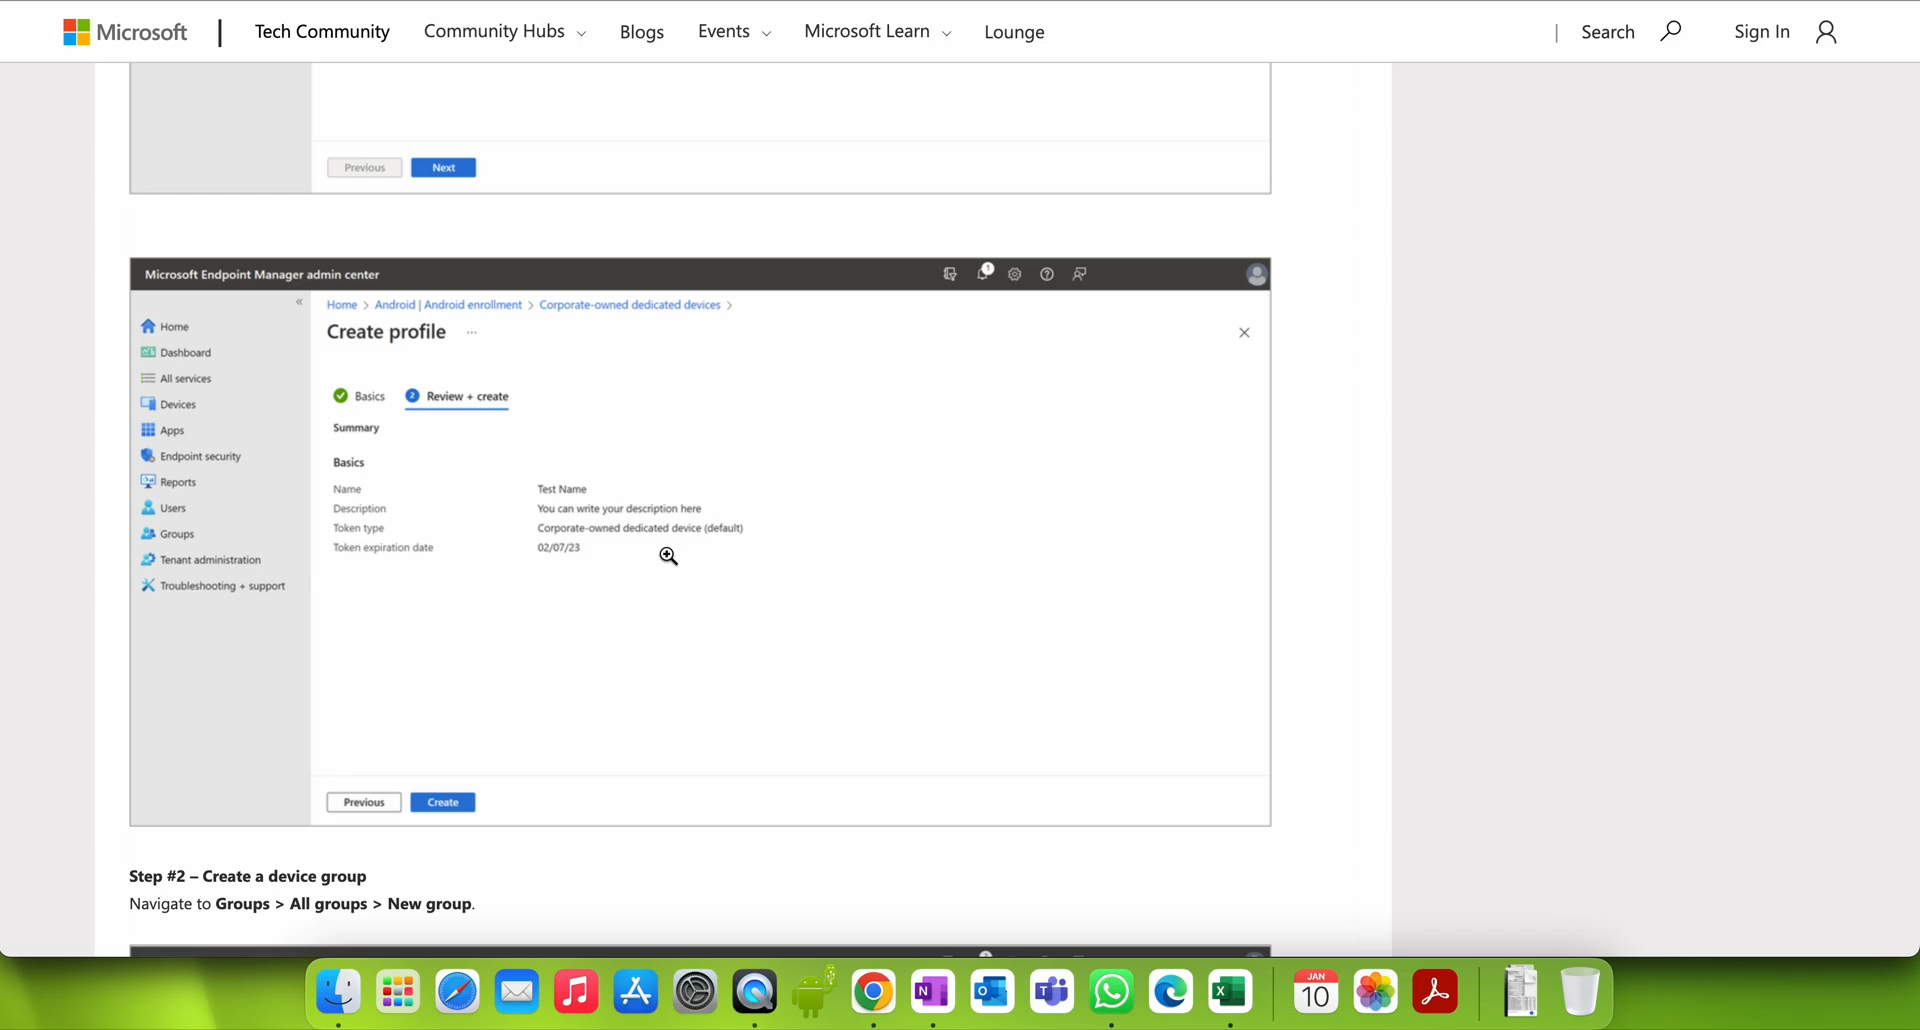 Microsoft | Tech Community Community Hubs Blogs Events Microsoft Learn Lounge | Search Sign In
Previous Next
Microsoft Endpoint Manager admin center 1
Home > Android | Android enrollment > Corporate-owned dedicated devices >
Create profile ...
Home
Dashboard
All services
Devices
Apps
Endpoint security
Reports
Users
Groups
Tenant administration
Troubleshooting + support
Basics 2 Review + create
Summary
Basics
Name Test Name
Description You can write your description here
Token type Corporate-owned dedicated device (default)
Token expiration date 02/07/23
Previous Create
Step #2 – Create a device group
Navigate to Groups > All groups > New group.
JAN
10